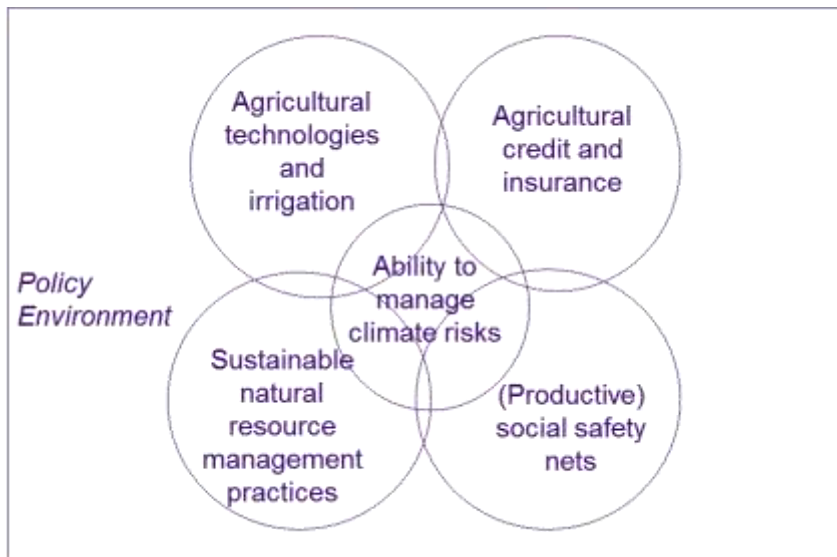 Agricultural
technologies
and
irrigation
Agricultural
credit and
insurance
Ability to
manage
climate risks
Policy
Environment
Sustainable
natural
resource
management
practices
(Productive)
social safety
nets